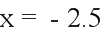 x = - 2.5